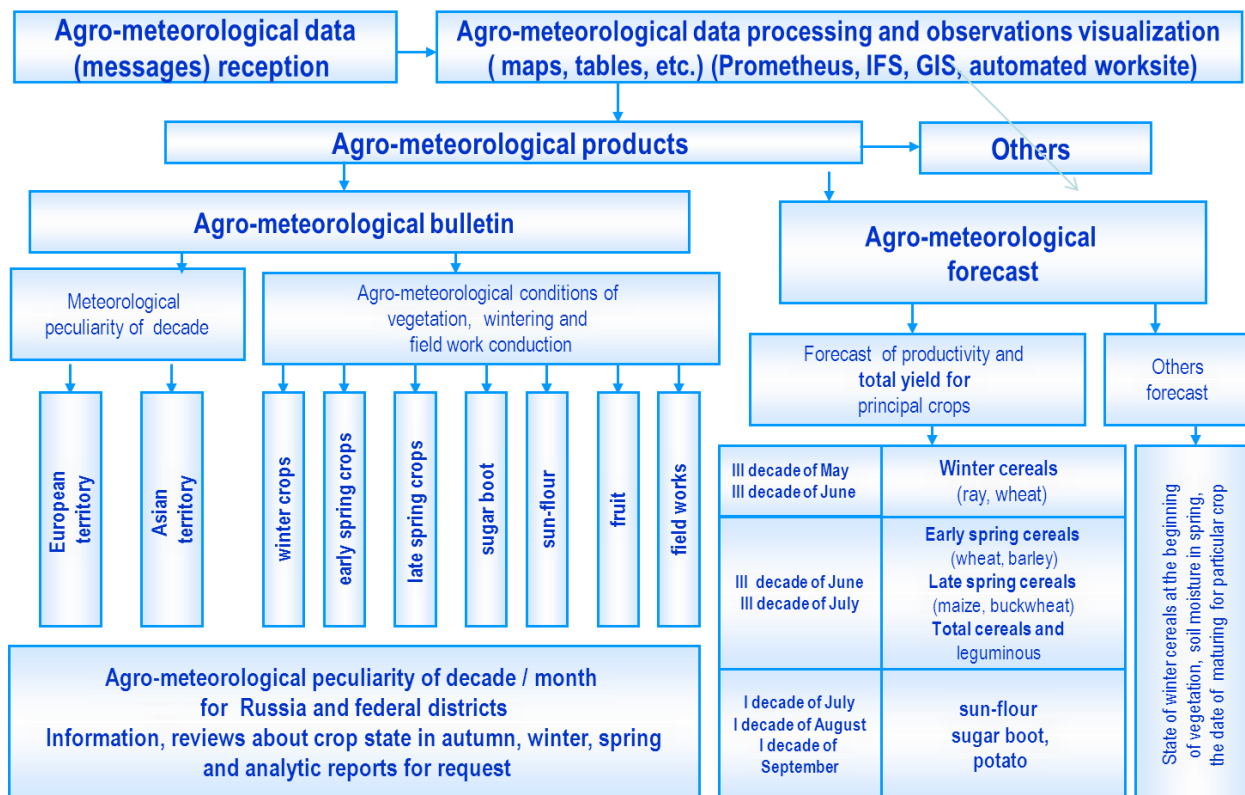 Agro-meteorological data
(messages) reception
Agro-meteorological data processing and observations visualization
( maps, tables, etc.) (Prometheus, IFS, GIS, automated worksite)
Agro-meteorological products
Others
Agro-meteorological bulletin
Agro-meteorological
forecast
Meteorological
peculiarity of decade
Agro-meteorological conditions of
vegetation, wintering and
field work conduction
Forecast of productivity and
total yield for
principal crops
Others
forecast
European
territory
Asian
territory
winter crops
early spring crops
late spring crops
sugar boot
sun-flour
fruit
field works
III decade of May
III decade of June
Winter cereals
(ray, wheat)
III decade of June
III decade of July
Early spring cereals
(wheat, barley)
Late spring cereals
(maize, buckwheat)
Total cereals and
leguminous
I decade of July
I decade of August
I decade of
September
sun-flour
sugar boot,
potato
State of winter cereals at the beginning
of vegetation, soil moisture in spring,
the date of maturing for particular crop
Agro-meteorological peculiarity of decade / month
for Russia and federal districts
Information, reviews about crop state in autumn, winter, spring
and analytic reports for request